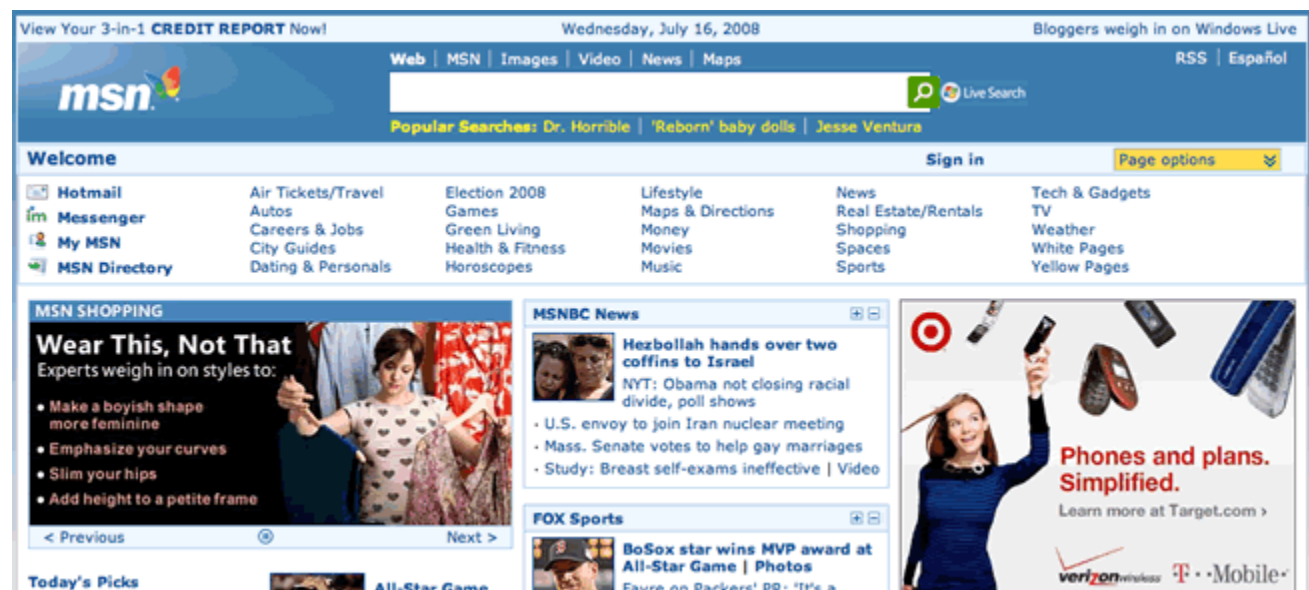 View Your 3-in-1 CREDIT REPORT Now!
Wednesday, July 16, 2008
Bloggers weigh in on Windows Live
Web | MSN | Images | Video | News | Maps
RSS | Español
msn
Live Search
Popular Searches: Dr. Horrible | 'Reborn' baby dolls | Jesse Ventura
Welcome
Sign in
Page options
Hotmail
Messenger
My MSN
MSN Directory
Air Tickets/Travel
Autos
Careers & Jobs
City Guides
Dating & Personals
Election 2008
Games
Green Living
Health & Fitness
Horoscopes
Lifestyle
Maps & Directions
Money
Movies
Music
News
Real Estate/Rentals
Shopping
Spaces
Sports
Tech & Gadgets
TV
Weather
White Pages
Yellow Pages
MSN SHOPPING
Wear This, Not That
Experts weigh in on styles to:
• Make a boyish shape
more feminine
• Emphasize your curves
• Slim your hips
• Add height to a petite frame
< Previous
Next >
Today's Picks
All-Star Game
MSNBC News
Hezbollah hands over two
coffins to Israel
NYT: Obama not closing racial
divide, poll shows
· U.S. envoy to join Iran nuclear meeting
· Mass. Senate votes to help gay marriages
· Study: Breast self-exams ineffective | Video
FOX Sports
BoSox star wins MVP award at
All-Star Game | Photos
Favre on Packers' PR: 'It's a
Phones and plans.
Simplified.
Learn more at Target.com ›
verizon wireless
T··Mobile·